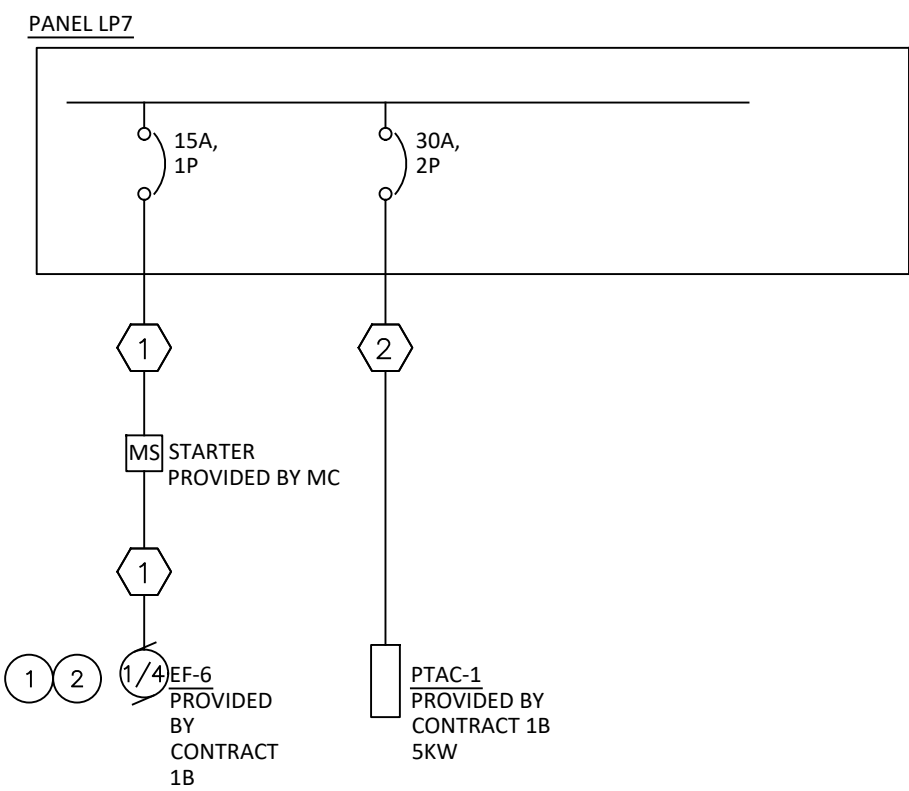 PANEL LP7
15A,
1P
30A,
2P
1
2
MS STARTER
PROVIDED BY MC
1
1 2 1/4 EF-6
PROVIDED
BY
CONTRACT
1B
PTAC-1
PROVIDED BY
CONTRACT 1B
5KW